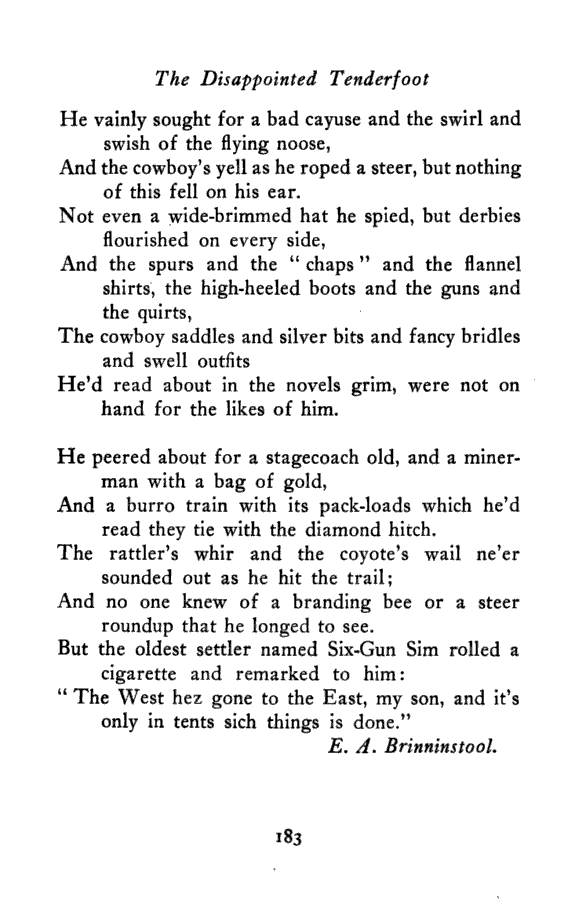 The Disappointed Tenderfoot
He vainly sought for a bad cayuse and the swirl and
swish of the flying noose,
And the cowboy's yell as he roped a steer, but nothing
of this fell on his ear.
Not even a wide-brimmed hat he spied, but derbies
flourished on every side,
And the spurs and the “ chaps ” and the flannel
shirts, the high-heeled boots and the guns and
the quirts,
The cowboy saddles and silver bits and fancy bridles
and swell outfits
He'd read about in the novels grim, were not on
hand for the likes of him.
He peered about for a stagecoach old, and a miner-
man with a bag of gold,
And a burro train with its pack-loads which he'd
read they tie with the diamond hitch.
The rattler's whir and the coyote's wail ne'er
sounded out as he hit the trail;
And no one knew of a branding bee or a steer
roundup that he longed to see.
But the oldest settler named Six-Gun Sim rolled a
cigarette and remarked to him:
“ The West hez gone to the East, my son, and it's
only in tents sich things is done.”
E. A. Brinninstool.
183